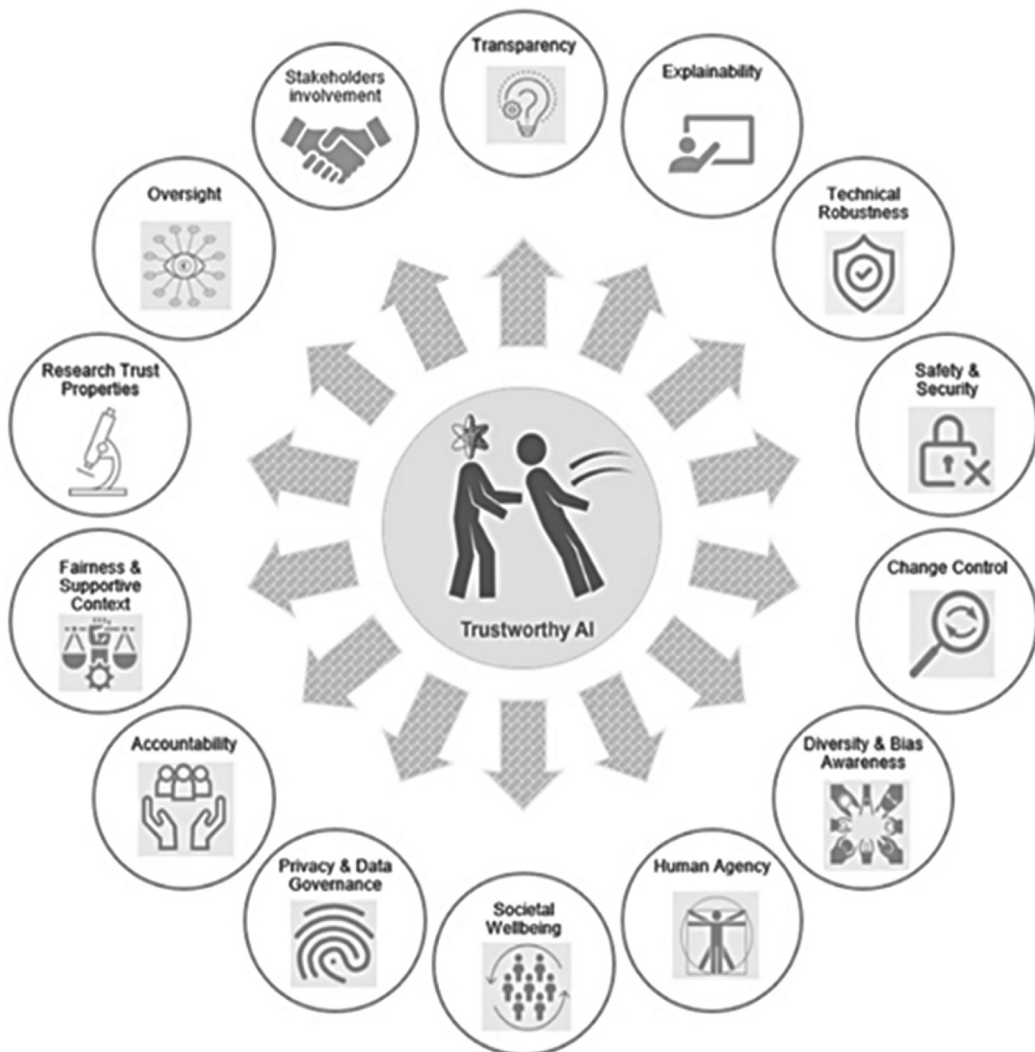 Transparency
Explainability
Technical
Robustness
Safety &
Security
Change Control
Diversity & Bias
Awareness
Human Agency
Societal
Wellbeing
Privacy & Data
Governance
Accountability
Fairness &
Supportive
Context
Research Trust
Properties
Oversight
Stakeholders
involvement
Trustworthy AI